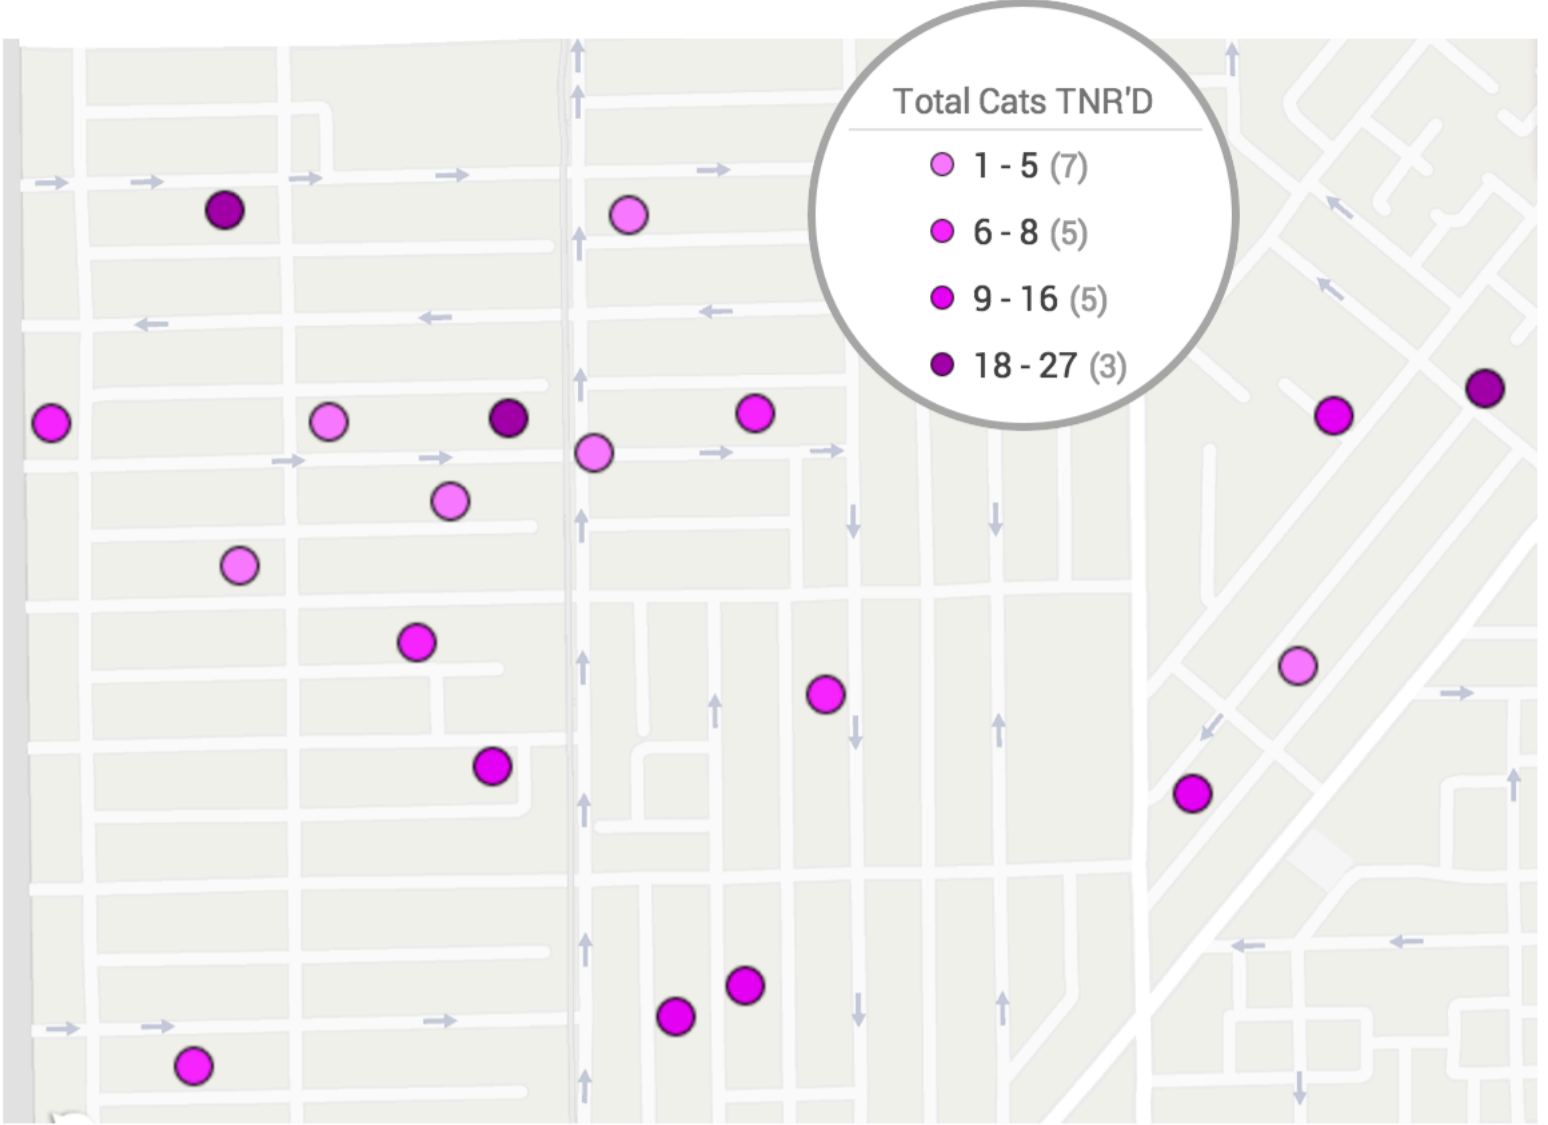 Total Cats TNR'D
1 - 5 (7)
6 - 8 (5)
9 - 16 (5)
18 - 27 (3)